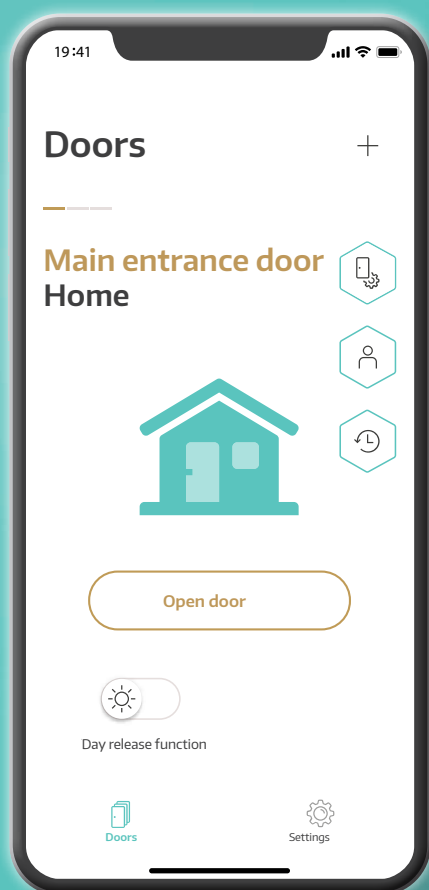 19:41
Doors
Main entrance door
Home
Open door
Day release function
Doors
Settings